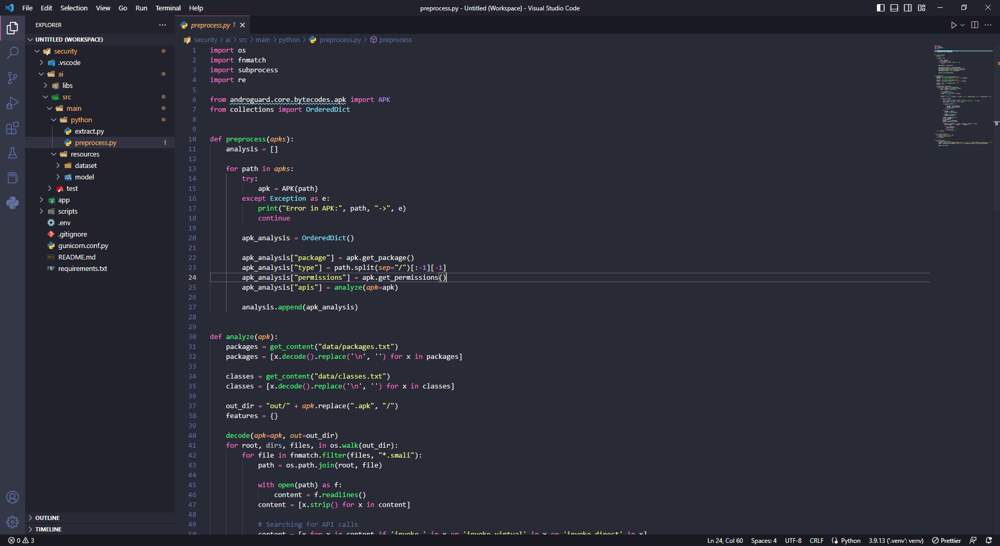 File Edit Selection View Go Run Terminal Help
preprocess.py - Untitled (Workspace) - Visual Studio Code
EXPLORER
UNTITLED (WORKSPACE)
security
.vscode
ai
libs
src
main
python
extract.py
preprocess.py 1
resources
dataset
model
test
app
scripts
.env
.gitignore
gunicorn.conf.py
README.md
requirements.txt
OUTLINE
TIMELINE
preprocess.py 1
security > ai > src > main > python > preprocess.py > preprocess
1 import os
2 import fnmatch
3 import subprocess
4 import re
5
6 from androguard.core.bytecodes.apk import APK
7 from collections import OrderedDict
8
9
10 def preprocess(apks):
11     analysis = []
12
13     for path in apks:
14         try:
15             apk = APK(path)
16         except Exception as e:
17             print("Error in APK:", path, "->", e)
18             continue
19
20         apk_analysis = OrderedDict()
21
22         apk_analysis["package"] = apk.get_package()
23         apk_analysis["type"] = path.split(sep="/")[:-1][-1]
24         apk_analysis["permissions"] = apk.get_permissions()
25         apk_analysis["apis"] = analyze(apk=apk)
26
27         analysis.append(apk_analysis)
28
29
30 def analyze(apk):
31     packages = get_content("data/packages.txt")
32     packages = [x.decode().replace('\n', '') for x in packages]
33
34     classes = get_content("data/classes.txt")
35     classes = [x.decode().replace('\n', '') for x in classes]
36
37     out_dir = "out/" + apk.replace(".apk", "/")
38     features = {}
39
40     decode(apk=apk, out=out_dir)
41     for root, dirs, files, in os.walk(out_dir):
42         for file in fnmatch.filter(files, "*.smali"):
43             path = os.path.join(root, file)
44
45             with open(path) as f:
46                 content = f.readlines()
47             content = [x.strip() for x in content]
48
49             # Searching for API calls
50             content = [x for x in content if 'invoke-' in x or 'invoke-virtual' in x or 'invoke-direct' in x]
0 3
Ln 24, Col 60 Spaces: 4 UTF-8 CRLF Python 3.9.13 ('.venv': venv) Prettier